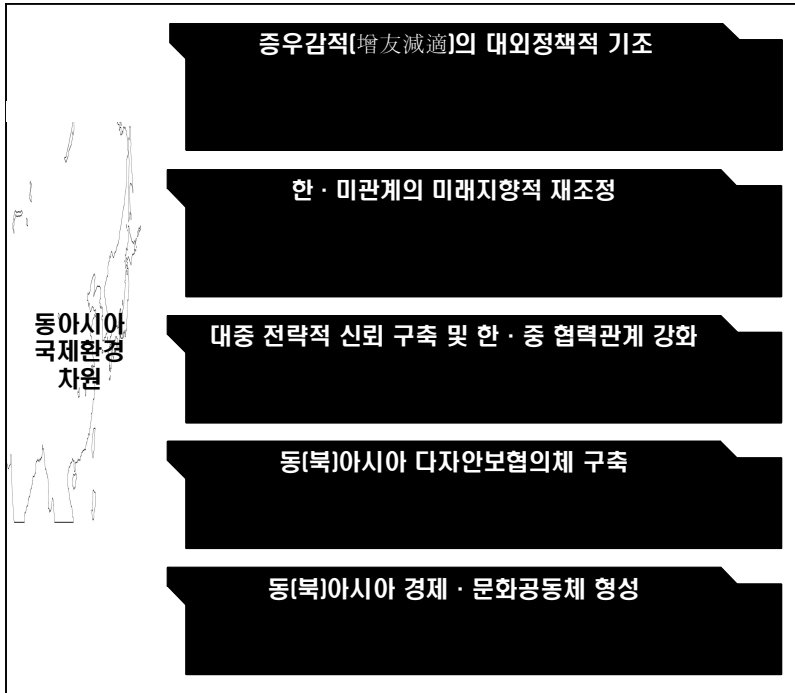 증우감적(增友減適)의 대외정책적 기조
한·미관계의 미래지향적 재조정
동아시아
국제환경
차원
대중 전략적 신뢰 구축 및 한·중 협력관계 강화
동(북)아시아 다자안보협의체 구축
동(북)아시아 경제·문화공동체 형성